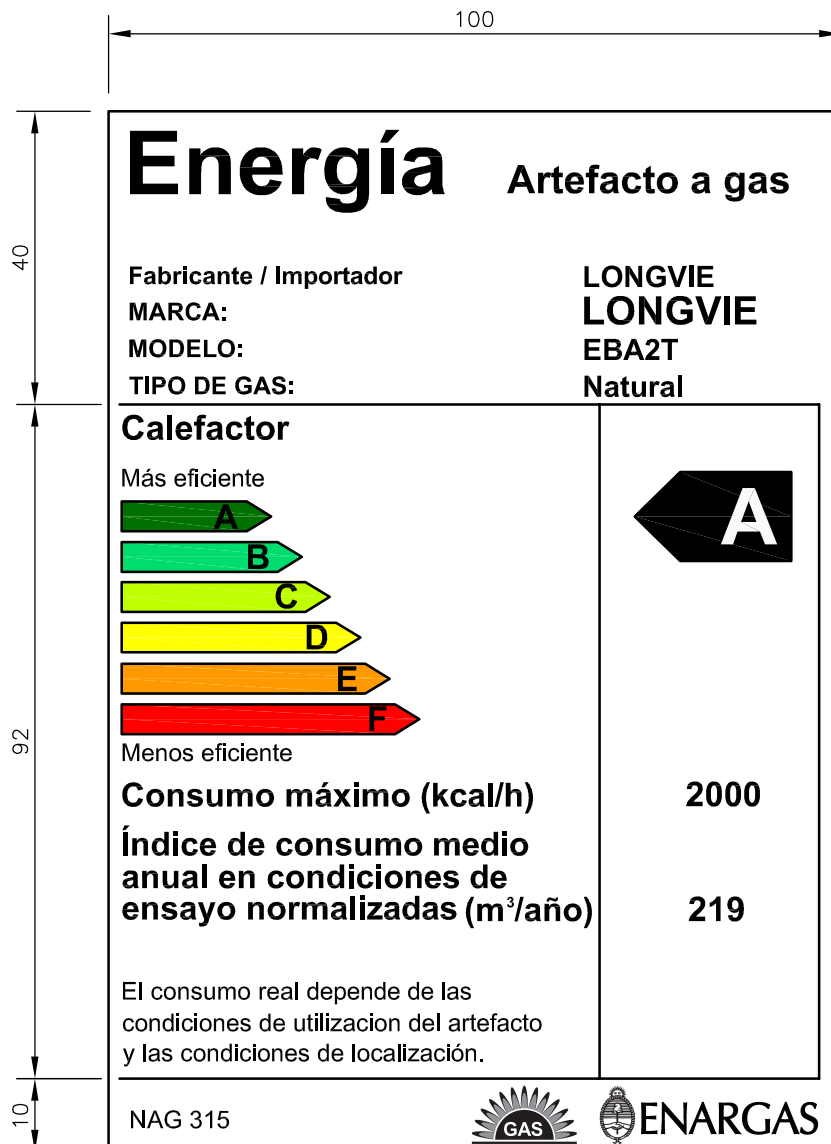 100
Energía Artefacto a gas
40
Fabricante / Importador LONGVIE
MARCA: LONGVIE
MODELO: EBA2T
TIPO DE GAS: Natural
Calefactor
Más eficiente
A A
B
C
D
E
F
92
Menos eficiente
Consumo máximo (kcal/h) 2000
Índice de consumo medio
anual en condiciones de
ensayo normalizadas (m³/año) 219
El consumo real depende de las
condiciones de utilizacion del artefacto
y las condiciones de localización.
10
NAG 315 GAS ENARGAS